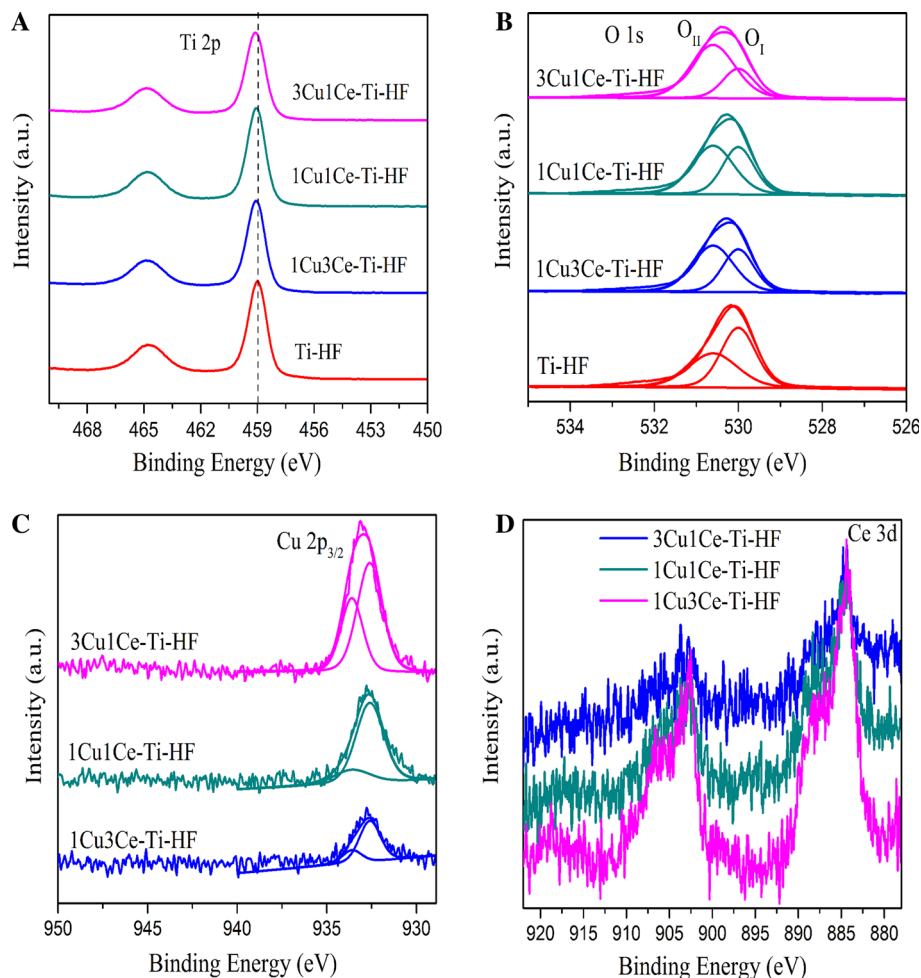 A
Ti 2p
3Cu1Ce-Ti-HF
1Cu1Ce-Ti-HF
1Cu3Ce-Ti-HF
Ti-HF
Intensity (a.u.)
468 465 462 459 456 453 450
Binding Energy (eV)
B
O 1s O_II O_I
3Cu1Ce-Ti-HF
1Cu1Ce-Ti-HF
1Cu3Ce-Ti-HF
Ti-HF
Intensity (a.u.)
534 532 530 528 526
Binding Energy (eV)
C
Cu 2p_3/2
3Cu1Ce-Ti-HF
1Cu1Ce-Ti-HF
1Cu3Ce-Ti-HF
Intensity (a.u.)
950 945 940 935 930
Binding Energy (eV)
D
Ce 3d
3Cu1Ce-Ti-HF
1Cu1Ce-Ti-HF
1Cu3Ce-Ti-HF
Intensity (a.u.)
920 915 910 905 900 895 890 885 880
Binding Energy (eV)